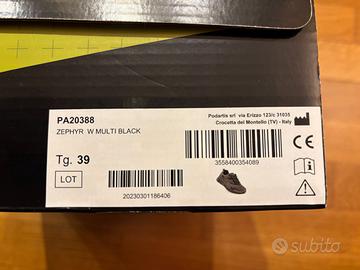 PA20388
ZEPHYR W MULTI BLACK
Podartis srl via Erizzo 123/c 31035
Crocetta del Montello (TV) - Italy
Tg. 39
3558400354089
LOT
20230301186406
subito